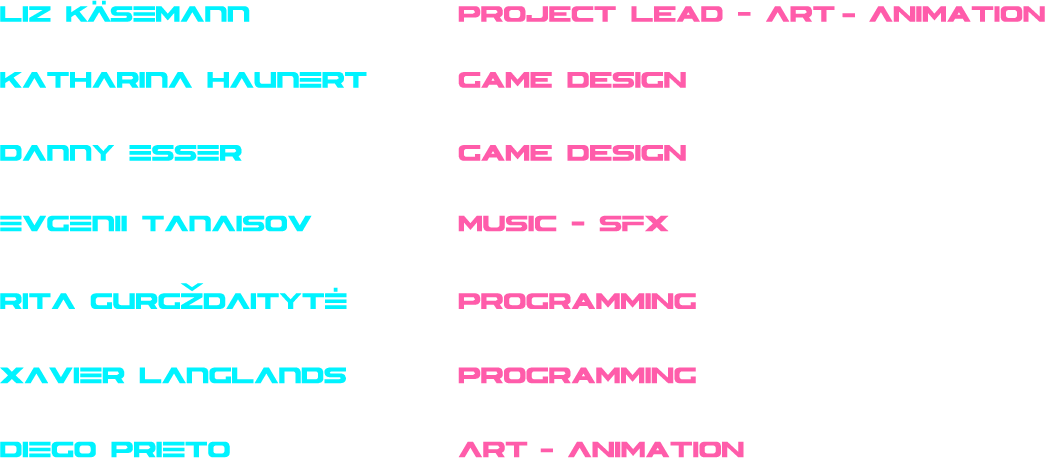 LIZ KÄSEMANN PROJECT LEAD - ART - ANIMATION
KATHARINA HAUNERT GAME DESIGN
DANNY ESSER GAME DESIGN
EVGENII TANAISOV MUSIC - SFX
RITA GURGŽDAITYTĖ PROGRAMMING
XAVIER LANGLANDS PROGRAMMING
DIEGO PRIETO ART - ANIMATION